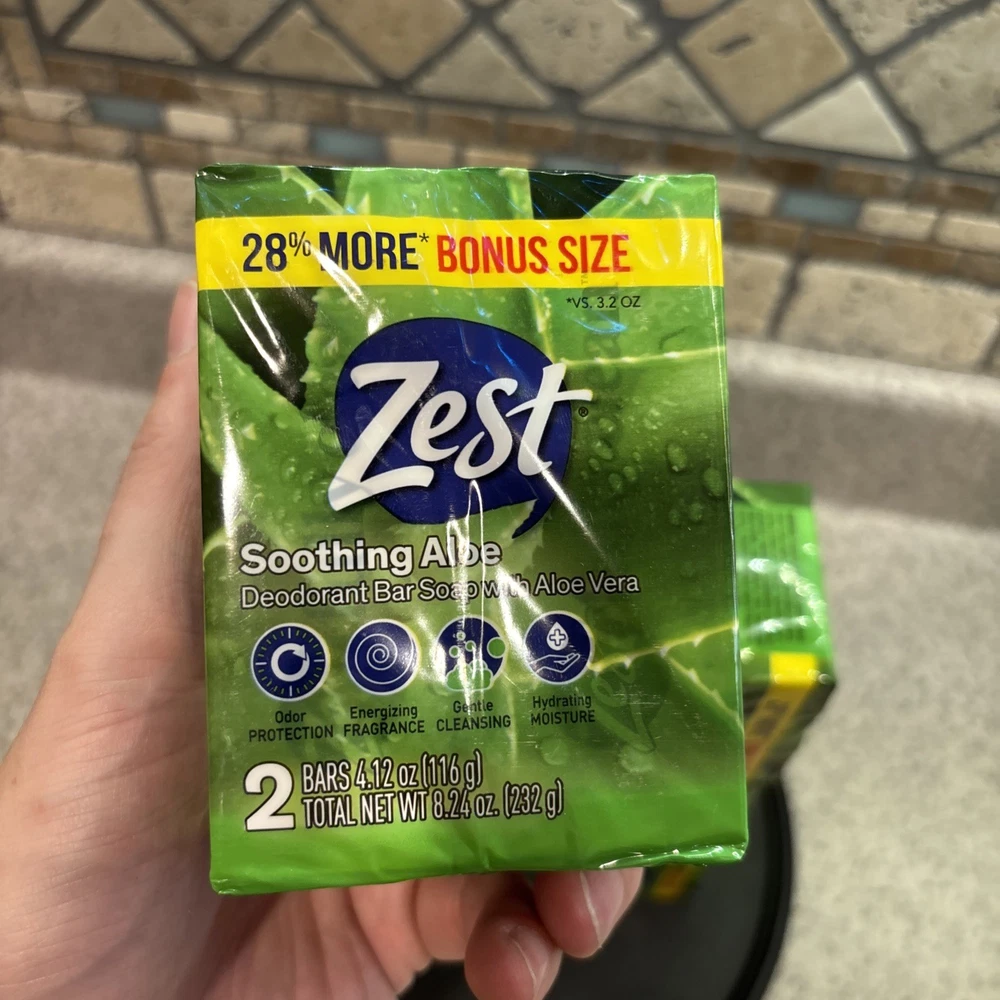 28% MORE* BONUS SIZE
*VS. 3.2 OZ
Zest®
Soothing Aloe
Deodorant Bar Soap with Aloe Vera
Odor
PROTECTION
Energizing
FRAGRANCE
Gentle
CLEANSING
Hydrating
MOISTURE
2 BARS 4.12 oz (116 g)
TOTAL NET WT 8.24 oz. (232 g)